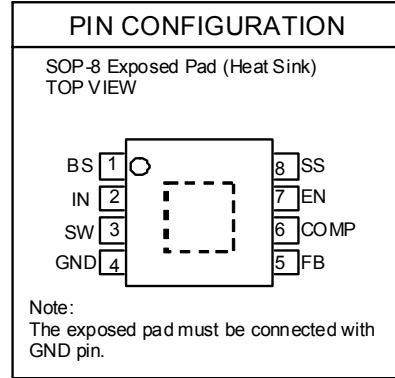 PIN CONFIGURATION
SOP-8 Exposed Pad (Heat Sink)
TOP VIEW
BS 1 8 SS
IN 2 7 EN
SW 3 6 COMP
GND 4 5 FB
Note:
The exposed pad must be connected with
GND pin.